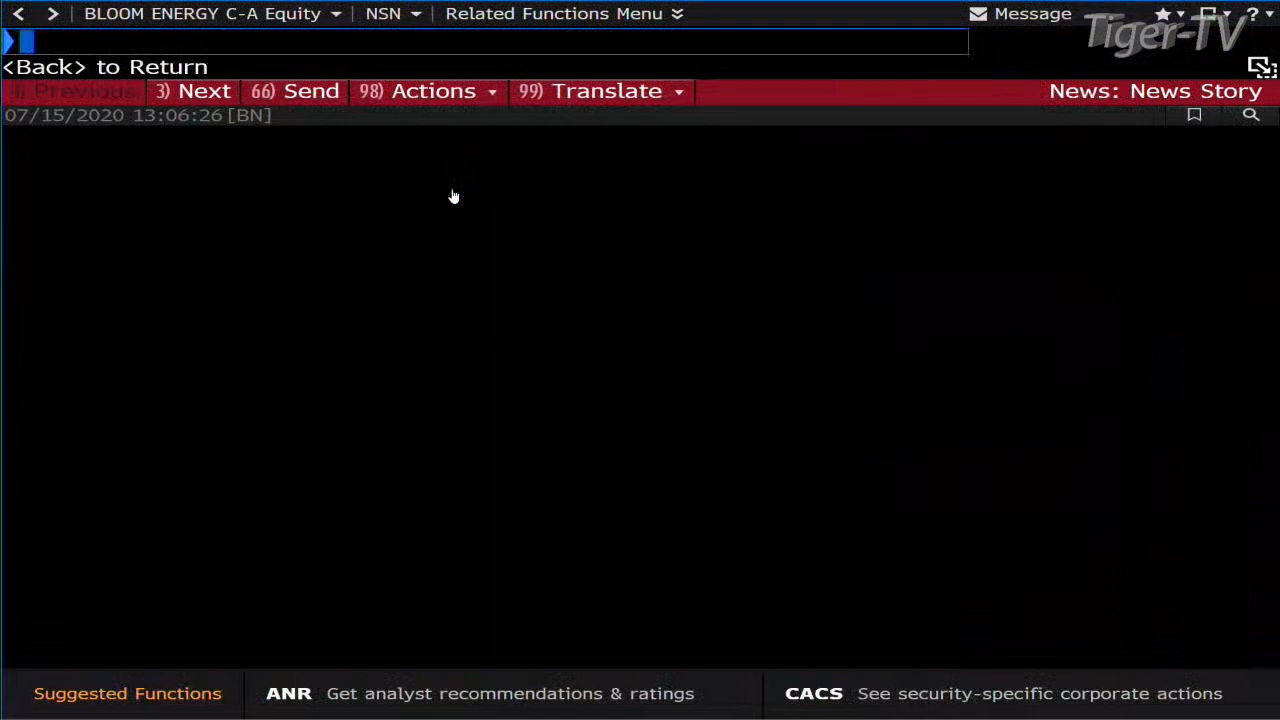 BLOOM ENERGY C-A Equity NSN Related Functions Menu Message ?
Tiger-TV
<Back> to Return
Previous 3) Next 66) Send 98) Actions 99) Translate News: News Story
07/15/2020 13:06:26 [BN]
Suggested Functions ANR Get analyst recommendations & ratings CACS See security-specific corporate actions